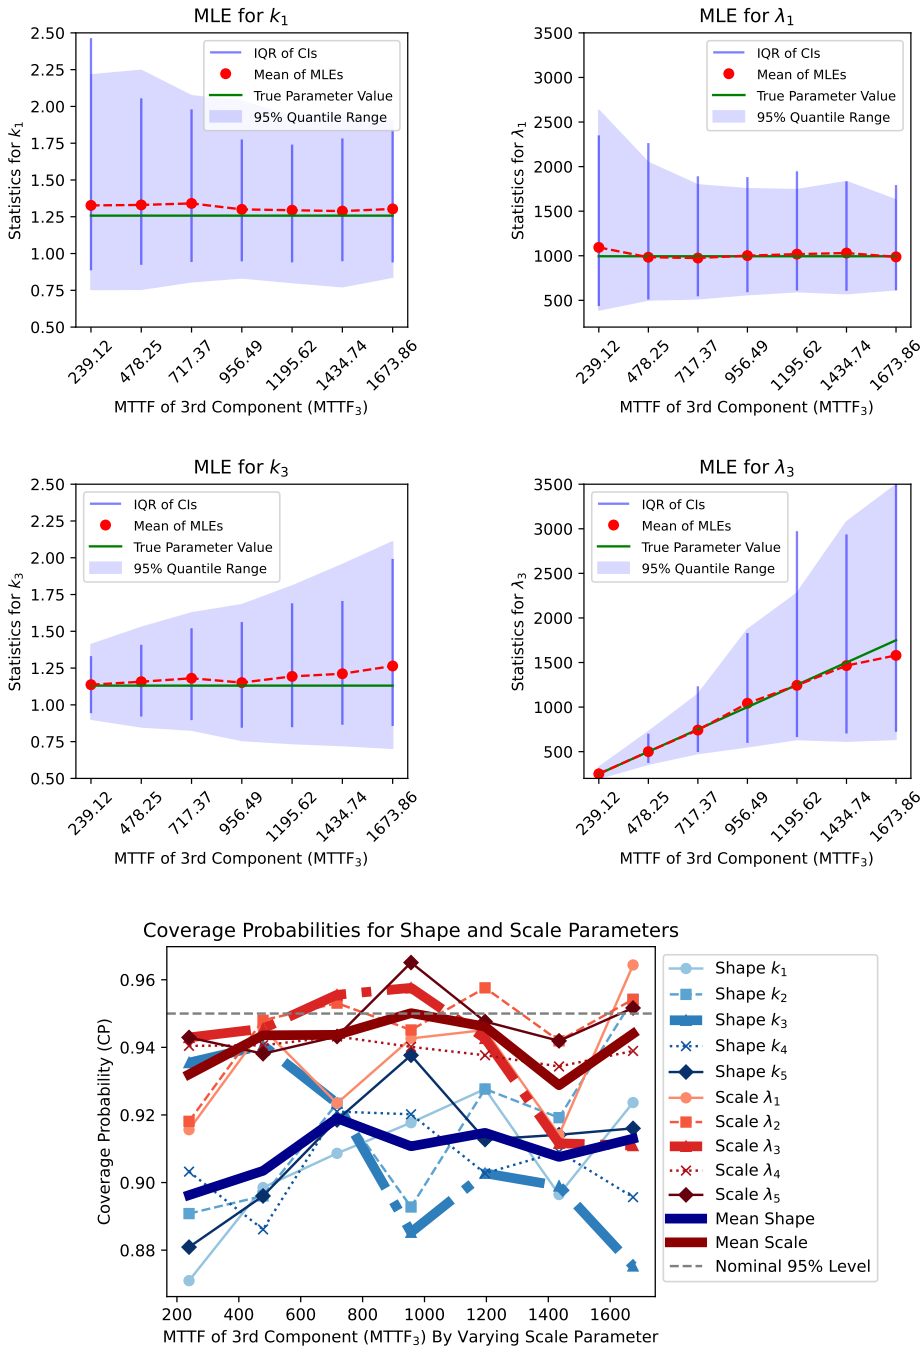 MLE for k₁
2.50
2.25
2.00
1.75
1.50
1.25
1.00
0.75
0.50
Statistics for k₁
IQR of CIs
Mean of MLEs
True Parameter Value
95% Quantile Range
239.12
478.25
717.37
956.49
1195.62
1434.74
1673.86
MTTF of 3rd Component (MTTF₃)
MLE for λ₁
3500
3000
2500
2000
1500
1000
500
Statistics for λ₁
IQR of CIs
Mean of MLEs
True Parameter Value
95% Quantile Range
239.12
478.25
717.37
956.49
1195.62
1434.74
1673.86
MTTF of 3rd Component (MTTF₃)
MLE for k₃
2.50
2.25
2.00
1.75
1.50
1.25
1.00
0.75
0.50
Statistics for k₃
IQR of CIs
Mean of MLEs
True Parameter Value
95% Quantile Range
239.12
478.25
717.37
956.49
1195.62
1434.74
1673.86
MTTF of 3rd Component (MTTF₃)
MLE for λ₃
3500
3000
2500
2000
1500
1000
500
Statistics for λ₃
IQR of CIs
Mean of MLEs
True Parameter Value
95% Quantile Range
239.12
478.25
717.37
956.49
1195.62
1434.74
1673.86
MTTF of 3rd Component (MTTF₃)
Coverage Probabilities for Shape and Scale Parameters
0.96
0.94
0.92
0.90
0.88
Coverage Probability (CP)
200
400
600
800
1000
1200
1400
1600
MTTF of 3rd Component (MTTF₃) By Varying Scale Parameter
Shape k₁
Shape k₂
Shape k₃
Shape k₄
Shape k₅
Scale λ₁
Scale λ₂
Scale λ₃
Scale λ₄
Scale λ₅
Mean Shape
Mean Scale
Nominal 95% Level